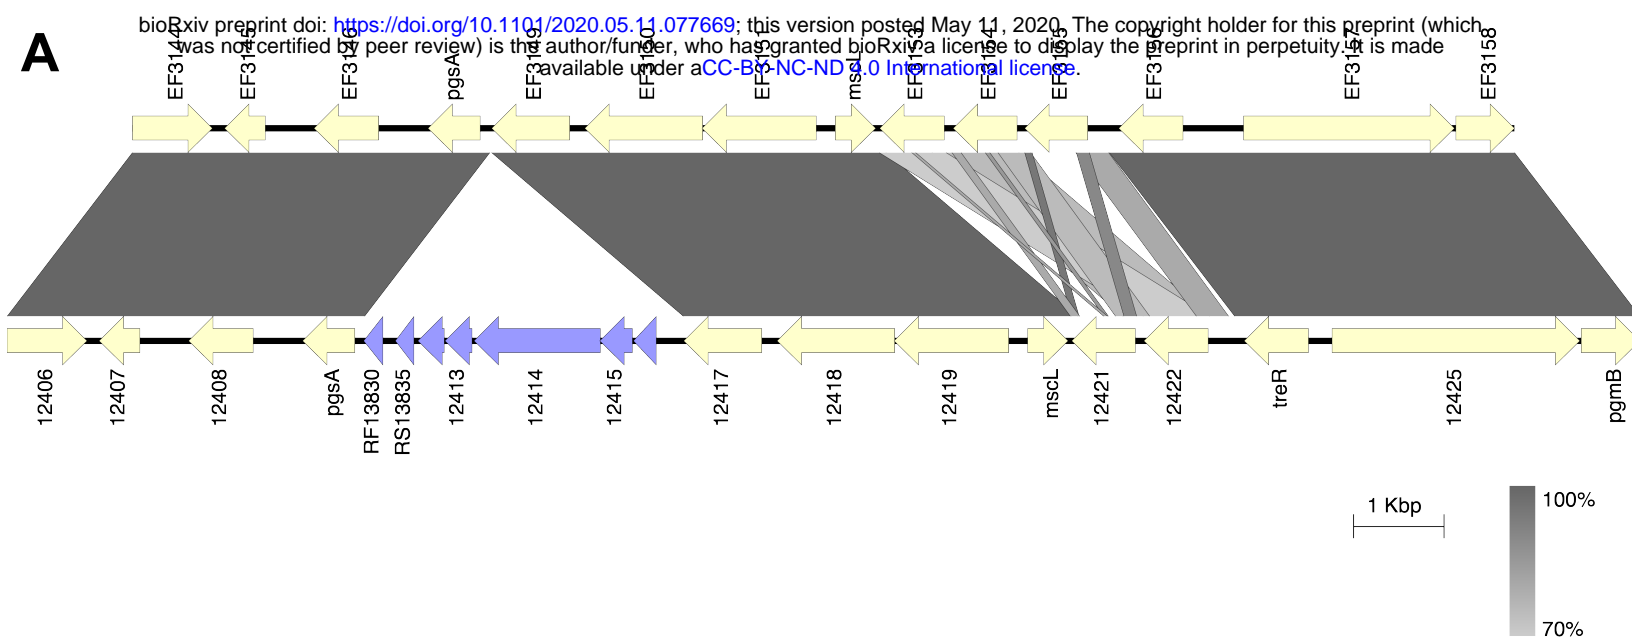 bioRxiv preprint doi: https://doi.org/10.1101/2020.05.11.077669; this version posted May 11, 2020. The copyright holder for this preprint (which
was not certified by peer review) is the author/funder, who has granted bioRxiv a license to display the preprint in perpetuity. It is made
available under aCC-BY-NC-ND 4.0 International license.
A
EF3144
EF3145
EF3146
pgsA
EF3149
EF3150
EF3151
mscL
EF3153
EF3154
EF3155
EF3156
EF3157
EF3158
12406
12407
12408
pgsA
RF13830
RS13835
12413
12414
12415
12417
12418
12419
mscL
12421
12422
treR
12425
pgmB
1 Kbp
100%
70%